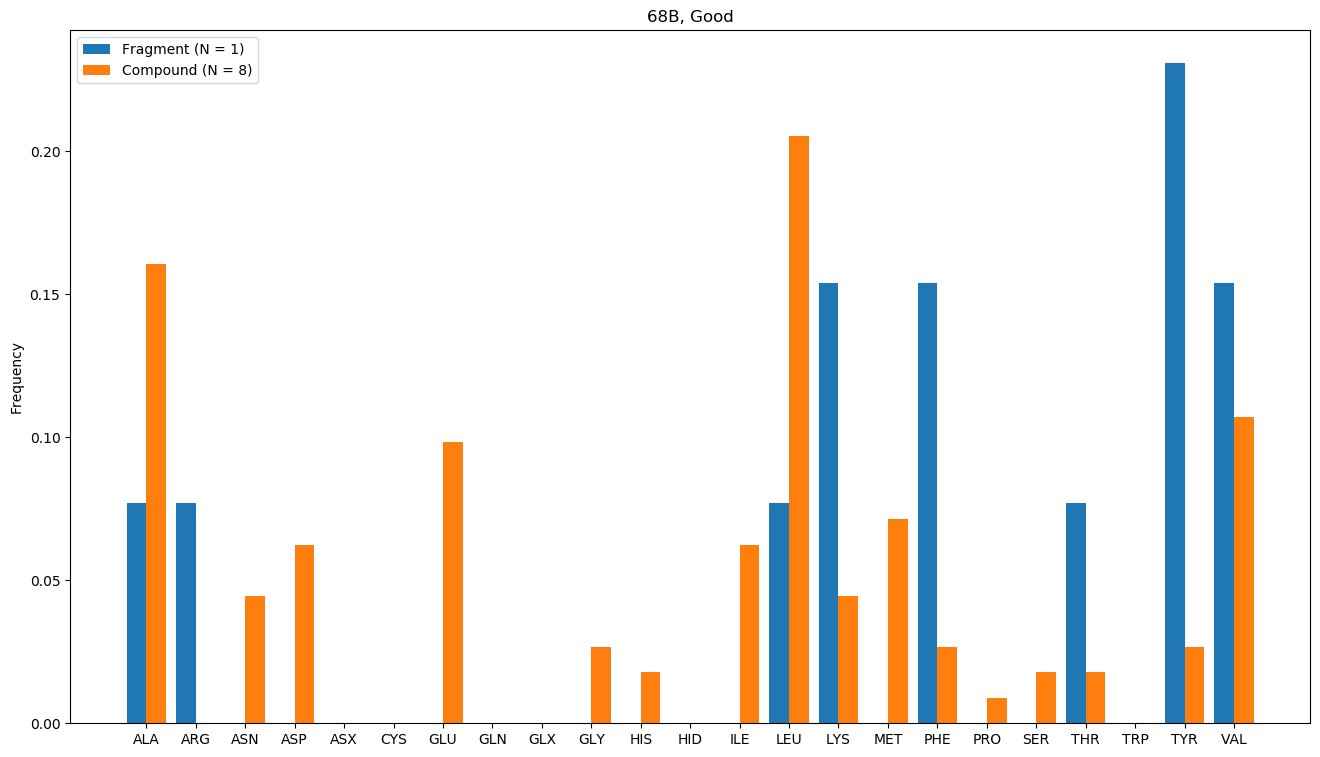 68B, Good
Fragment (N = 1)
Compound (N = 8)
Frequency
0.20
0.15
0.10
0.05
0.00
ALA ARG ASN ASP ASX CYS GLU GLN GLX GLY HIS HID ILE LEU LYS MET PHE PRO SER THR TRP TYR VAL